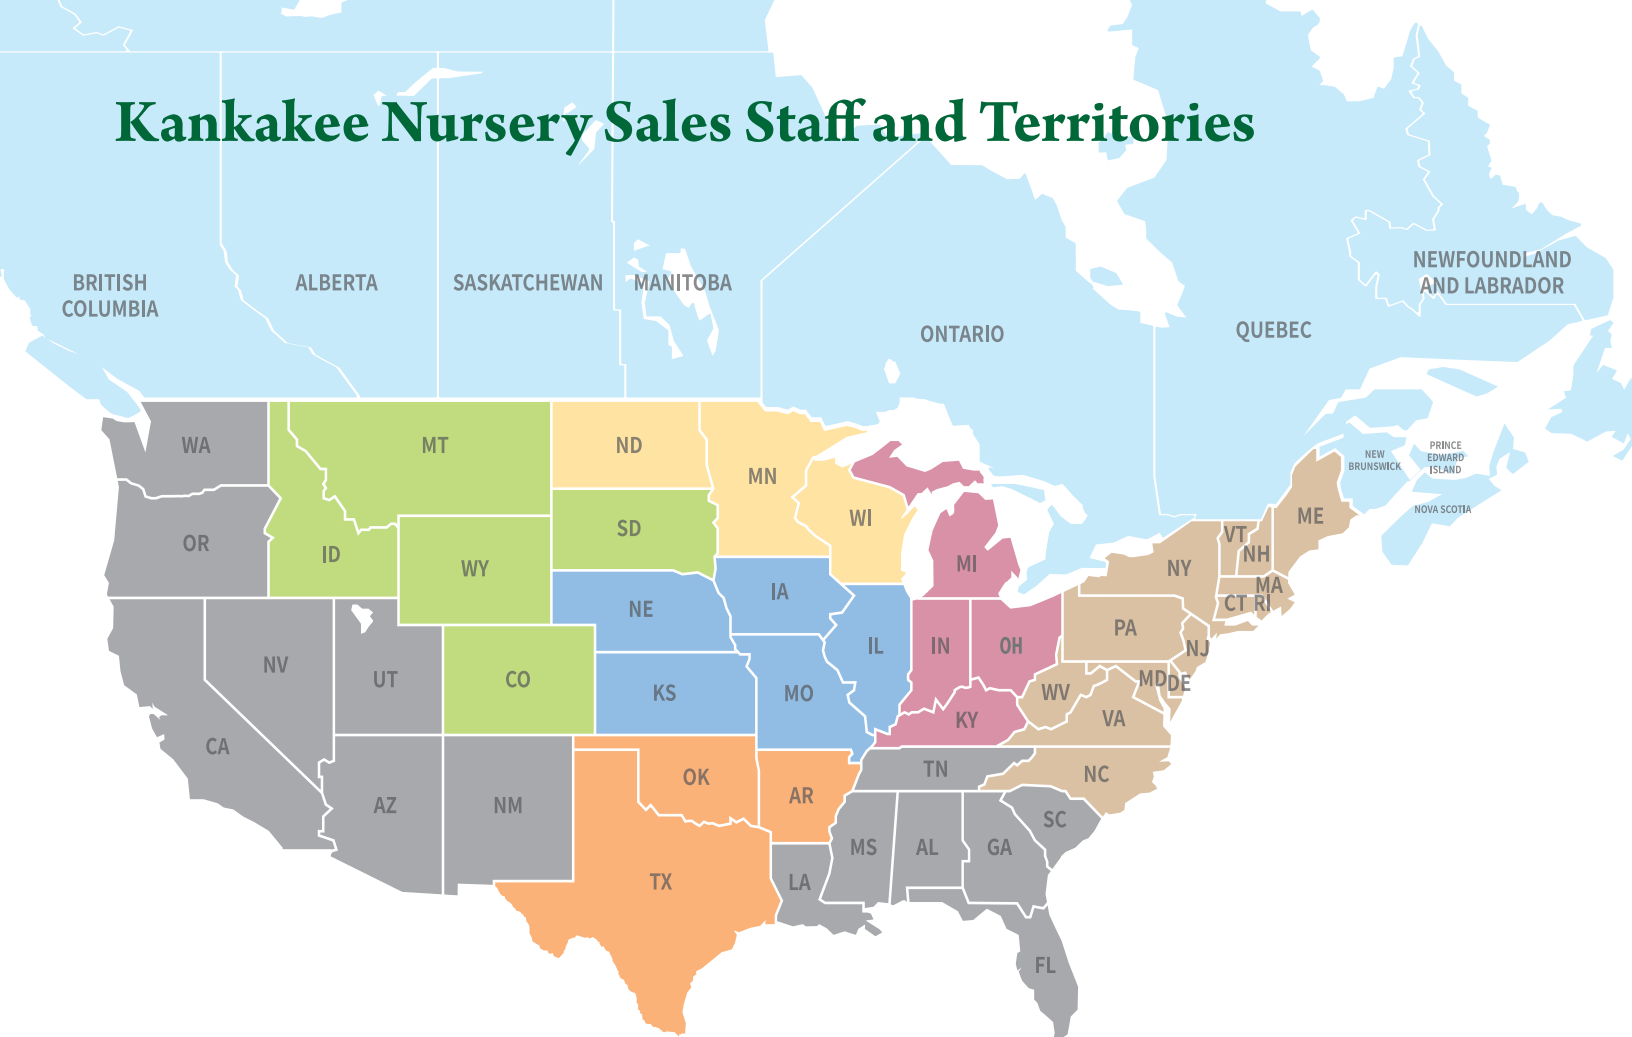 Kankakee Nursery Sales Staff and Territories
BRITISH
COLUMBIA
ALBERTA
SASKATCHEWAN
MANITOBA
ONTARIO
QUEBEC
NEWFOUNDLAND
AND LABRADOR
NEW
BRUNSWICK
PRINCE
EDWARD
ISLAND
NOVA SCOTIA
WA
MT
ND
MN
OR
ID
WY
SD
WI
MI
NY
VT
NH
ME
MA
CT
RI
NE
IA
IL
IN
OH
PA
NJ
NV
UT
CO
KS
MO
KY
WV
MD
DE
VA
CA
AZ
NM
OK
AR
TN
NC
SC
MS
AL
GA
TX
LA
FL